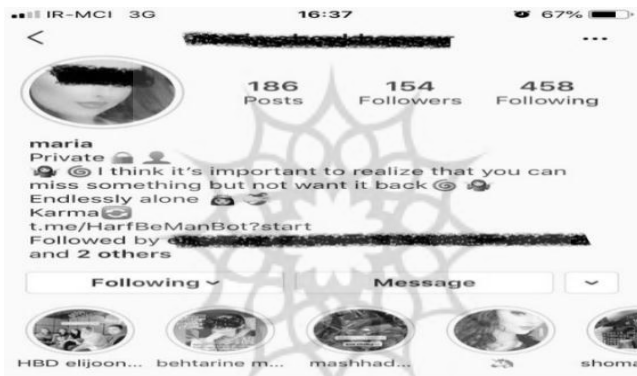 IR-MCI 3G 16:37 67%
186 154 458
Posts Followers Following
maria
Private
I think it's important to realize that you can
miss something but not want it back
Endlessly alone
Karma
t.me/HarfBeManBot?start
Followed by
and 2 others
Following Message
HBD elijoon... behtarine m... mashhad... shoma